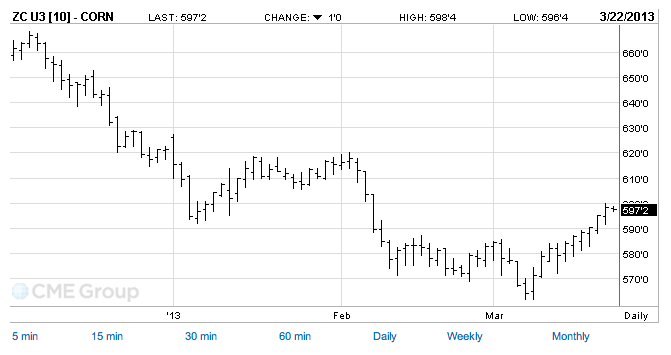 ZC U3 [10] - CORN LAST: 597'2 CHANGE: 1'0 HIGH: 598'4 LOW: 596'4 3/22/2013
660'0
650'0
640'0
630'0
620'0
610'0
597'2
590'0
580'0
570'0
CME Group
'13 Feb Mar Daily
5 min 15 min 30 min 60 min Daily Weekly Monthly